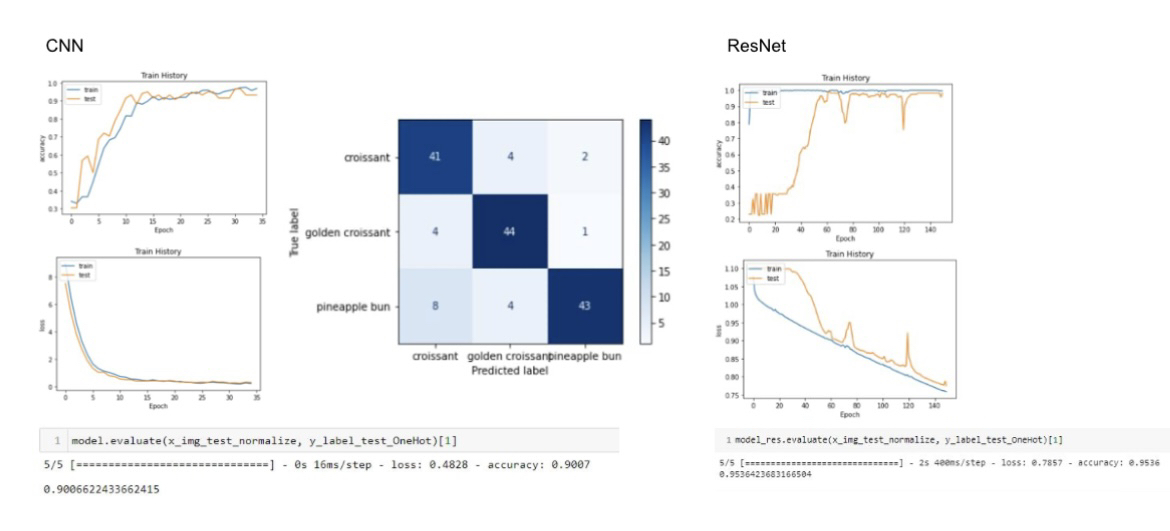 CNN
Train History
train
test
1.0
0.9
0.8
0.7
0.6
0.5
0.4
0.3
accuracy
0 5 10 15 20 25 30 35
Epoch
Train History
train
test
8
6
4
2
0
loss
0 5 10 15 20 25 30 35
Epoch
True label
croissant
golden croissant
pineapple bun
41 4 2
4 44 1
8 4 43
croissant golden croissant pineapple bun
Predicted label
40
35
30
25
20
15
10
5
1 model.evaluate(x_img_test_normalize, y_label_test_OneHot)[1]
5/5 [==============================] - 0s 16ms/step - loss: 0.4828 - accuracy: 0.9007
0.9006622433662415
ResNet
Train History
train
test
1.0
0.9
0.8
0.7
0.6
0.5
0.4
0.3
0.2
accuracy
0 20 40 60 80 100 120 140
Epoch
Train History
train
test
1.10
1.05
1.00
0.95
0.90
0.85
0.80
0.75
loss
0 20 40 60 80 100 120 140
Epoch
1 model_res.evaluate(x_img_test_normalize, y_label_test_OneHot)[1]
5/5 [==============================] - 2s 400ms/step - loss: 0.7857 - accuracy: 0.9536
0.9536423683166504